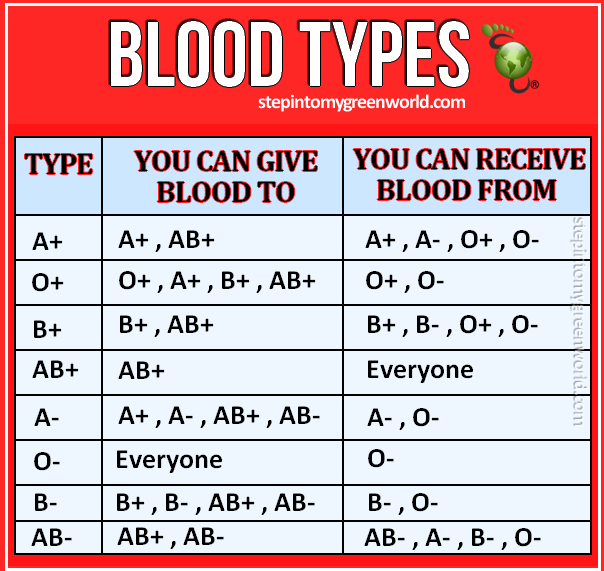 BLOOD TYPES
®
stepintomygreenworld.com
TYPE
YOU CAN GIVE
BLOOD TO
YOU CAN RECEIVE
BLOOD FROM
A+ A+ , AB+ A+ , A- , O+ , O-
O+ O+ , A+ , B+ , AB+ O+ , O-
B+ B+ , AB+ B+ , B- , O+ , O-
AB+ AB+ Everyone
A- A+ , A- , AB+ , AB- A- , O-
O- Everyone O-
B- B+ , B- , AB+ , AB- B- , O-
AB- AB+ , AB- AB- , A- , B- , O-
stepintomygreenworld.com